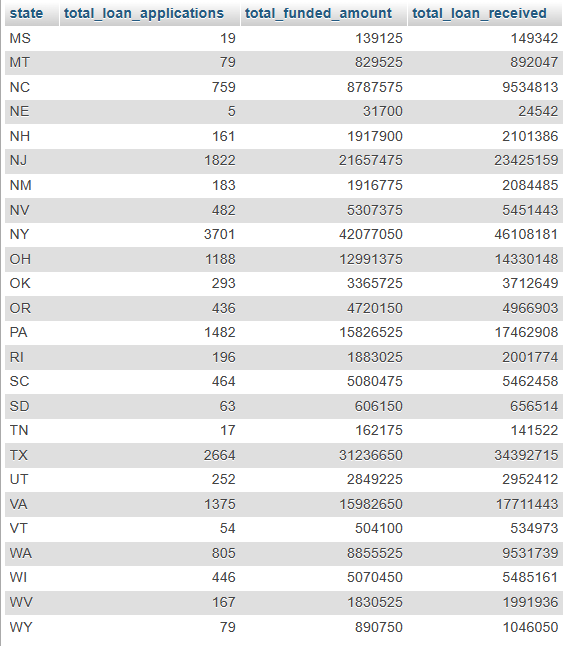 state total_loan_applications total_funded_amount total_loan_received
MS 19 139125 149342
MT 79 829525 892047
NC 759 8787575 9534813
NE 5 31700 24542
NH 161 1917900 2101386
NJ 1822 21657475 23425159
NM 183 1916775 2084485
NV 482 5307375 5451443
NY 3701 42077050 46108181
OH 1188 12991375 14330148
OK 293 3365725 3712649
OR 436 4720150 4966903
PA 1482 15826525 17462908
RI 196 1883025 2001774
SC 464 5080475 5462458
SD 63 606150 656514
TN 17 162175 141522
TX 2664 31236650 34392715
UT 252 2849225 2952412
VA 1375 15982650 17711443
VT 54 504100 534973
WA 805 8855525 9531739
WI 446 5070450 5485161
WV 167 1830525 1991936
WY 79 890750 1046050